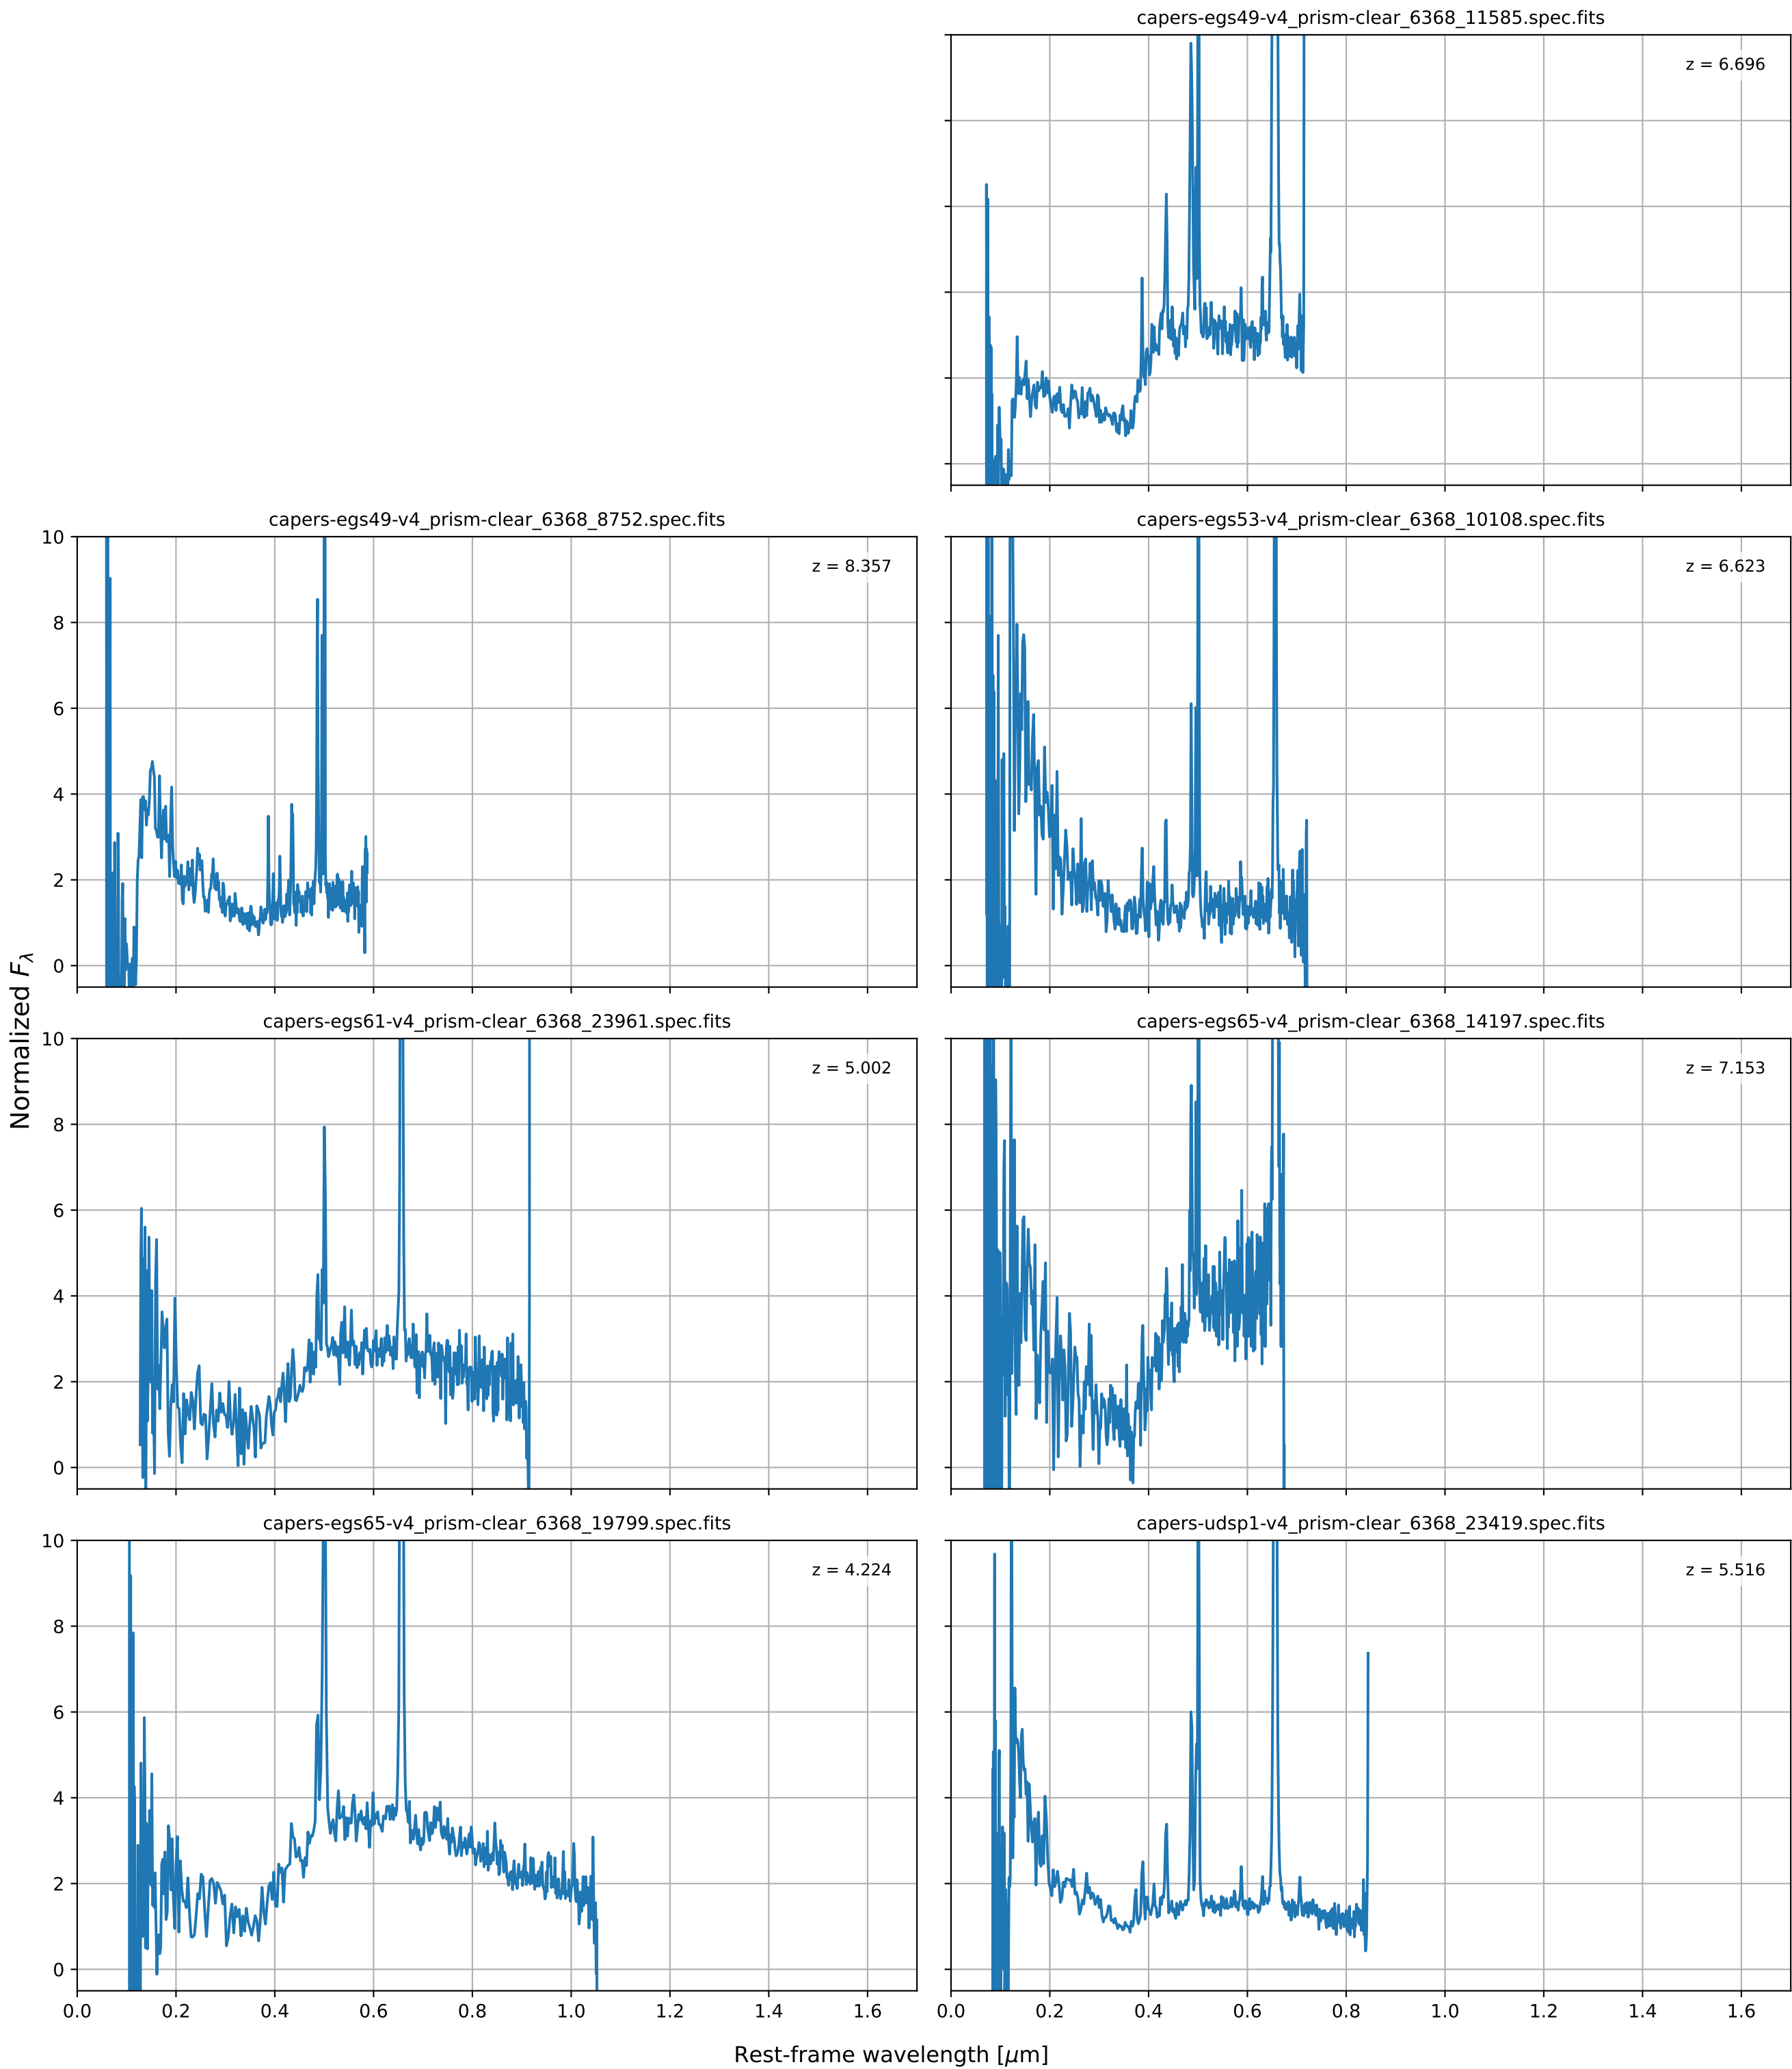 capers-egs49-v4_prism-clear_6368_11585.spec.fits
z = 6.696
capers-egs49-v4_prism-clear_6368_8752.spec.fits
z = 8.357
10
8
6
4
2
0
capers-egs53-v4_prism-clear_6368_10108.spec.fits
z = 6.623
Normalized Fλ
capers-egs61-v4_prism-clear_6368_23961.spec.fits
z = 5.002
10
8
6
4
2
0
capers-egs65-v4_prism-clear_6368_14197.spec.fits
z = 7.153
capers-egs65-v4_prism-clear_6368_19799.spec.fits
z = 4.224
10
8
6
4
2
0
0.0 0.2 0.4 0.6 0.8 1.0 1.2 1.4 1.6
capers-udsp1-v4_prism-clear_6368_23419.spec.fits
z = 5.516
0.0 0.2 0.4 0.6 0.8 1.0 1.2 1.4 1.6
Rest-frame wavelength [μm]